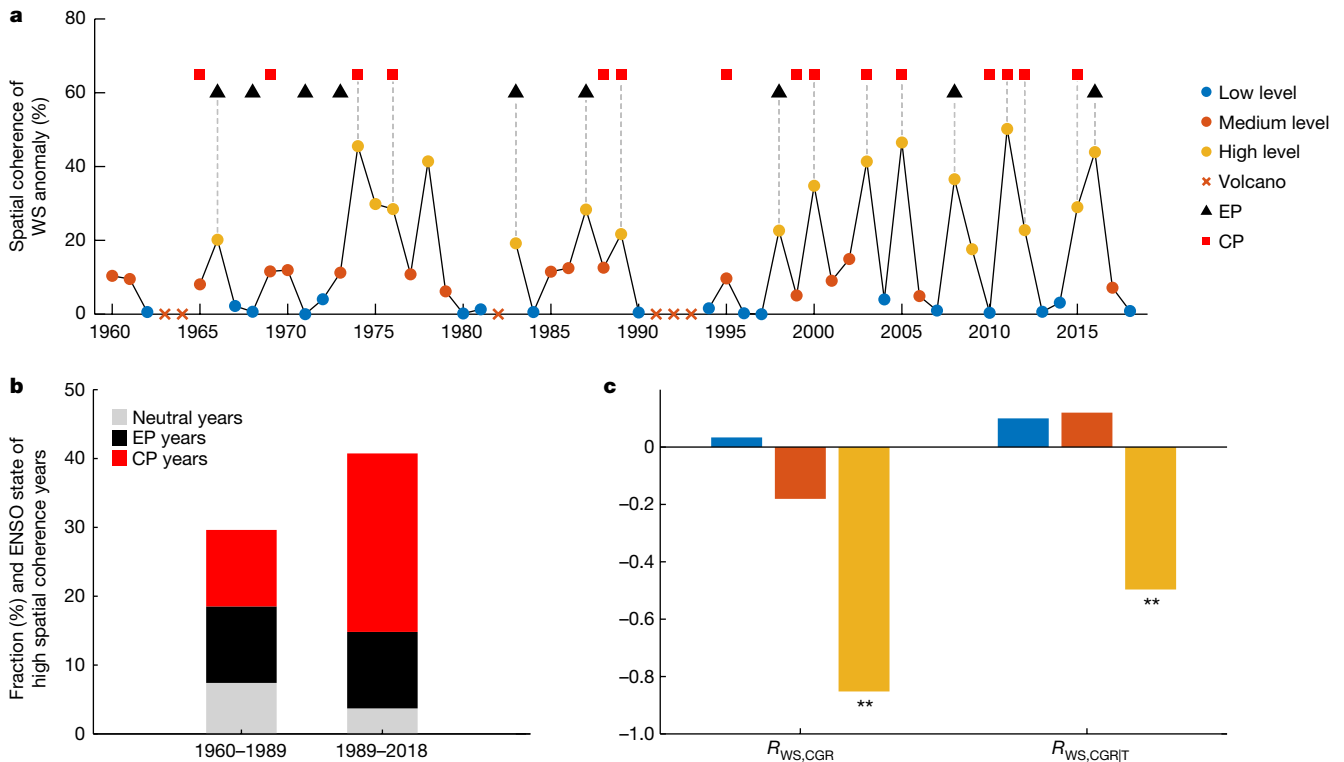 a
80
60
40
20
0
Spatial coherence of
WS anomaly (%)
1960
1965
1970
1975
1980
1985
1990
1995
2000
2005
2010
2015
Low level
Medium level
High level
Volcano
EP
CP
b
50
40
30
20
10
0
Fraction (%) and ENSO state of
high spatial coherence years
Neutral years
EP years
CP years
1960–1989
1989–2018
c
0
−0.2
−0.4
−0.6
−0.8
−1.0
**
**
RWS,CGR
RWS,CGR|T